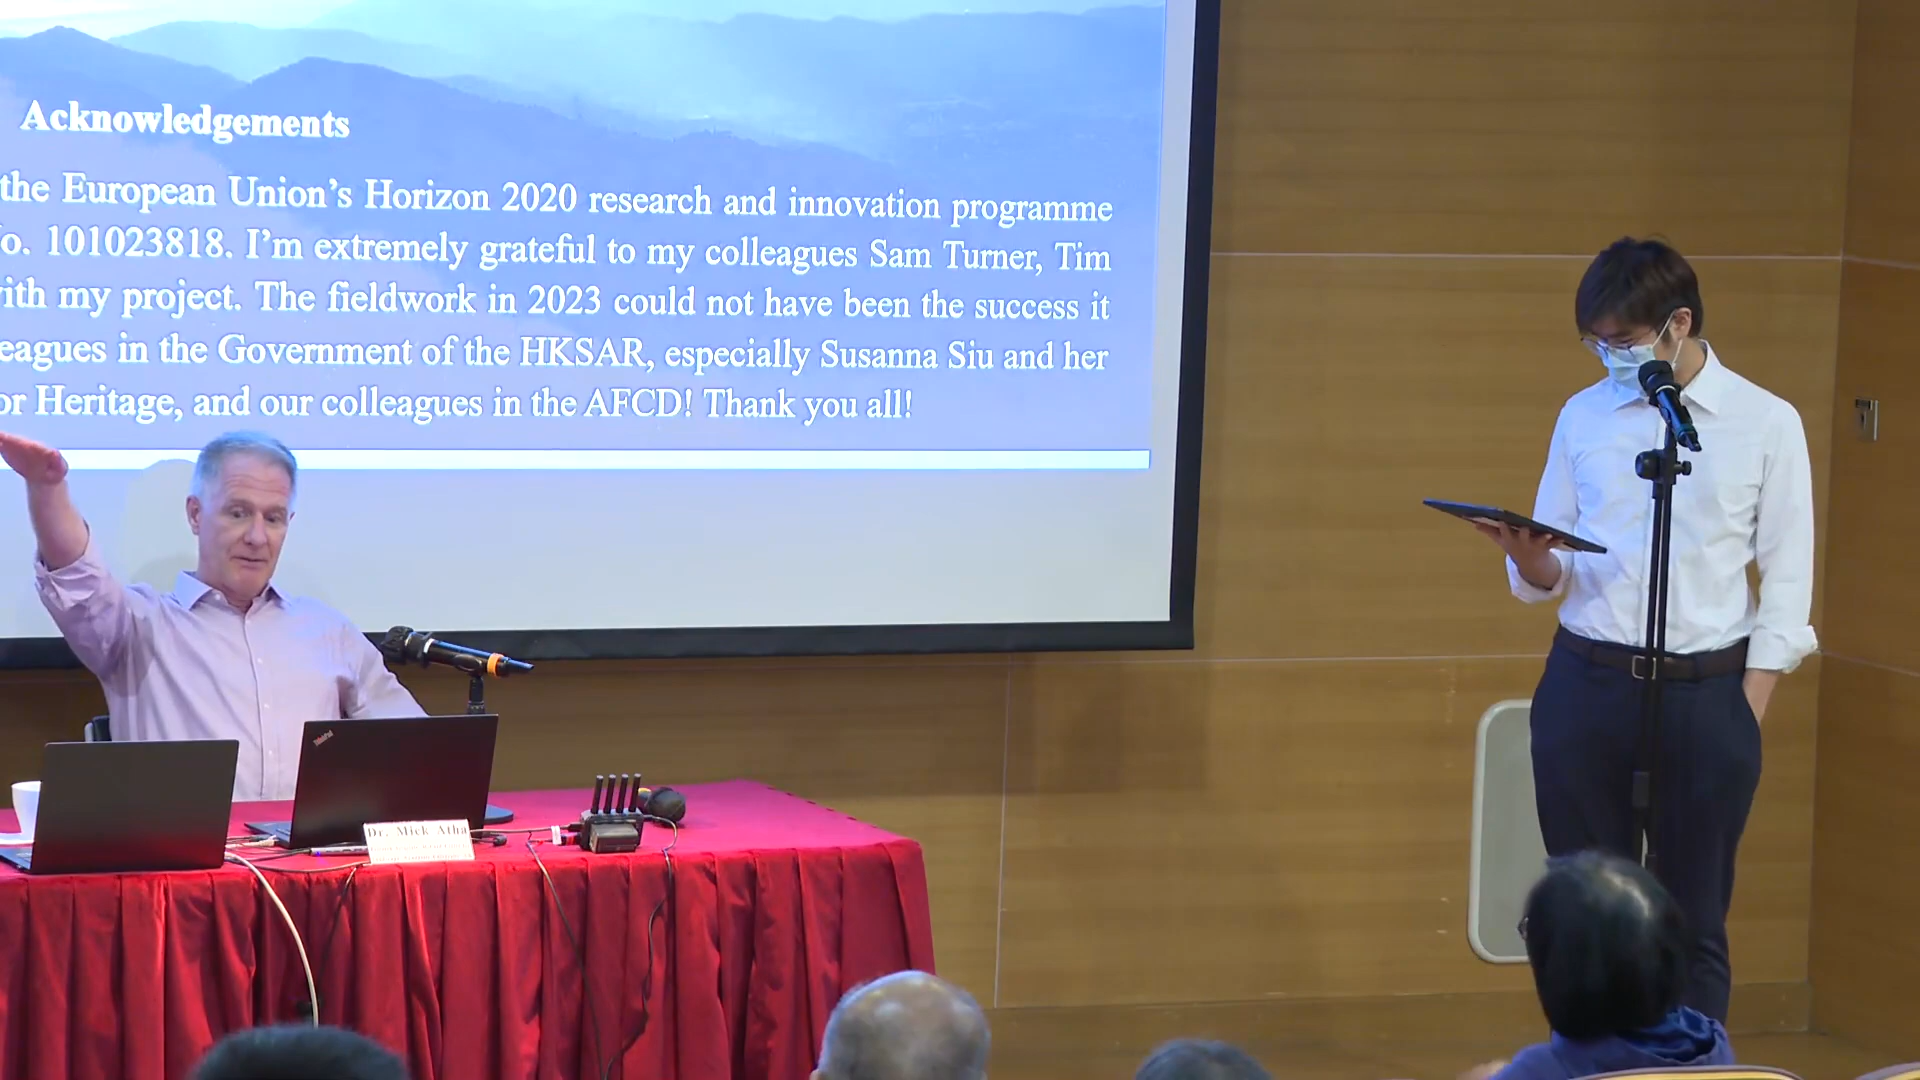 Acknowledgements
the European Union's Horizon 2020 research and innovation programme
o. 101023818. I'm extremely grateful to my colleagues Sam Turner, Tim
ith my project. The fieldwork in 2023 could not have been the success it
eagues in the Government of the HKSAR, especially Susanna Siu and her
or Heritage, and our colleagues in the AFCD! Thank you all!
ThinkPad
Dr. Mick Atha